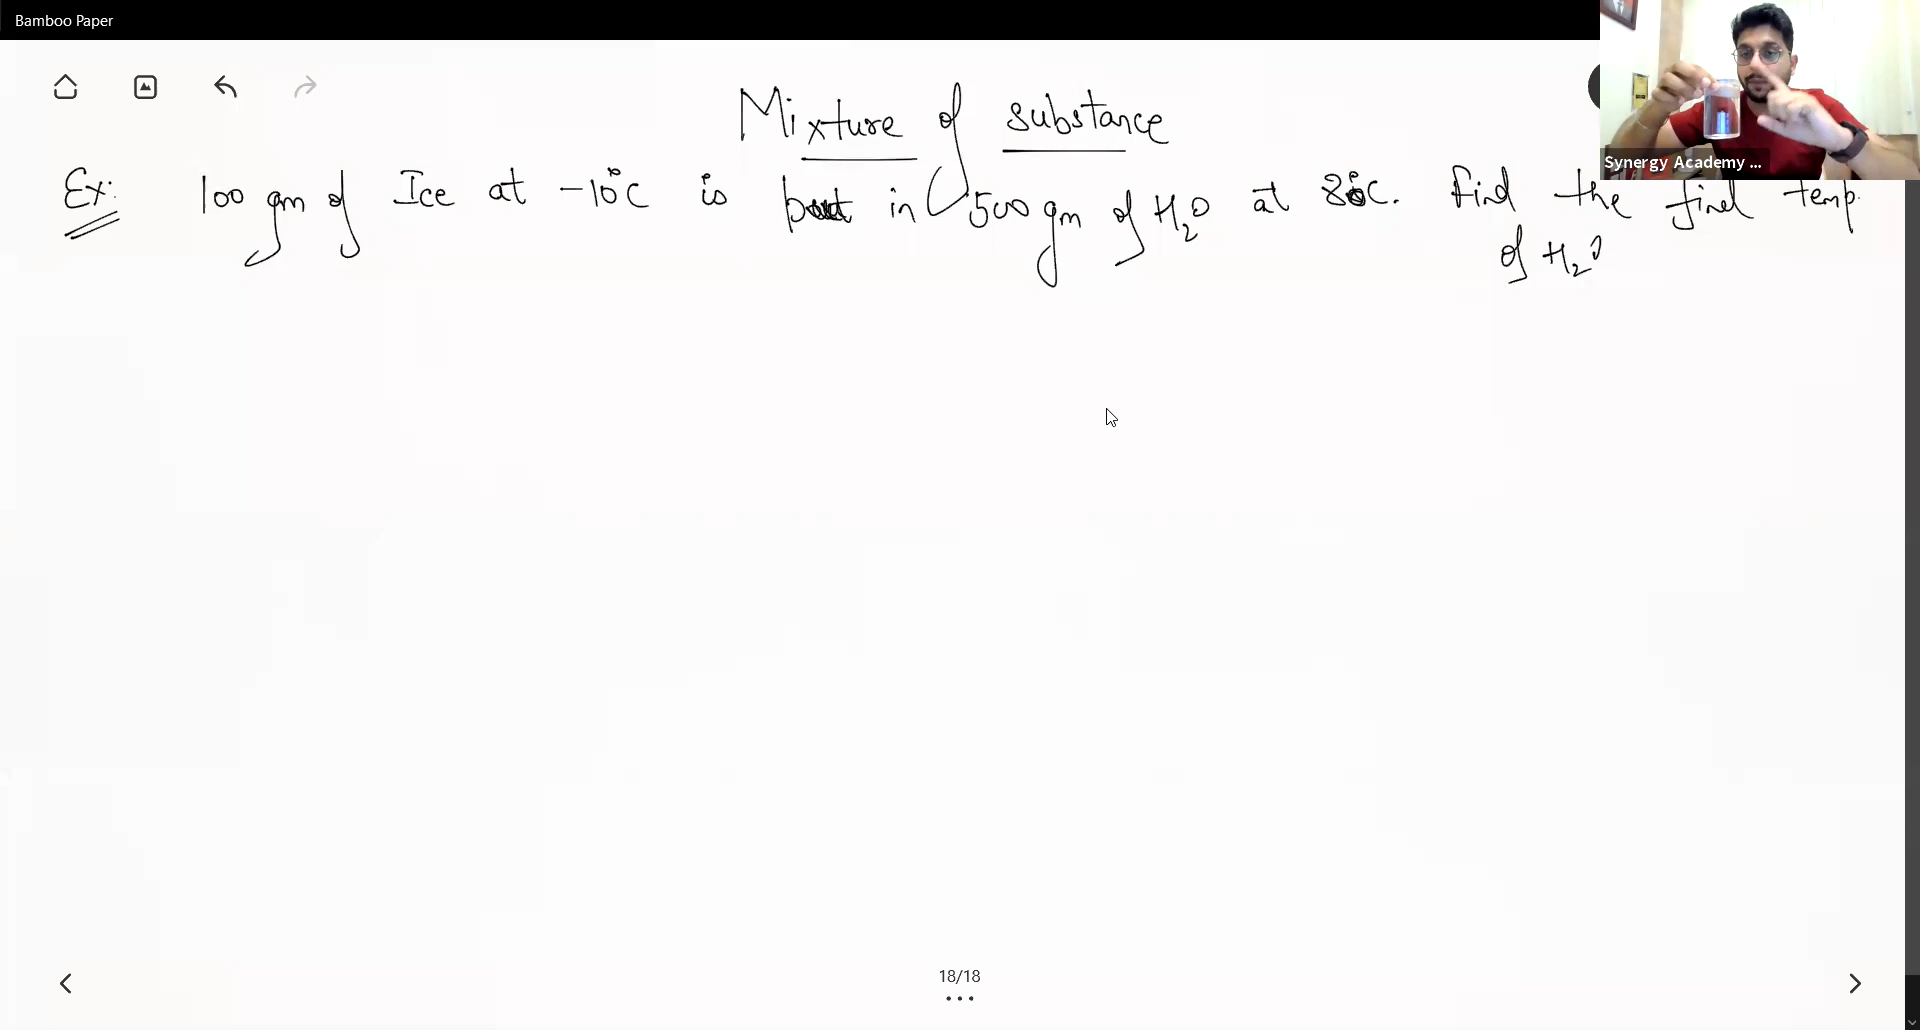 Bamboo Paper
Mixture of substance
Synergy Academy ...
Ex: 100 gm of Ice at -10°C is put in 500 gm of H₂O at 80°C. Find the final temp.
of H₂O
18/18